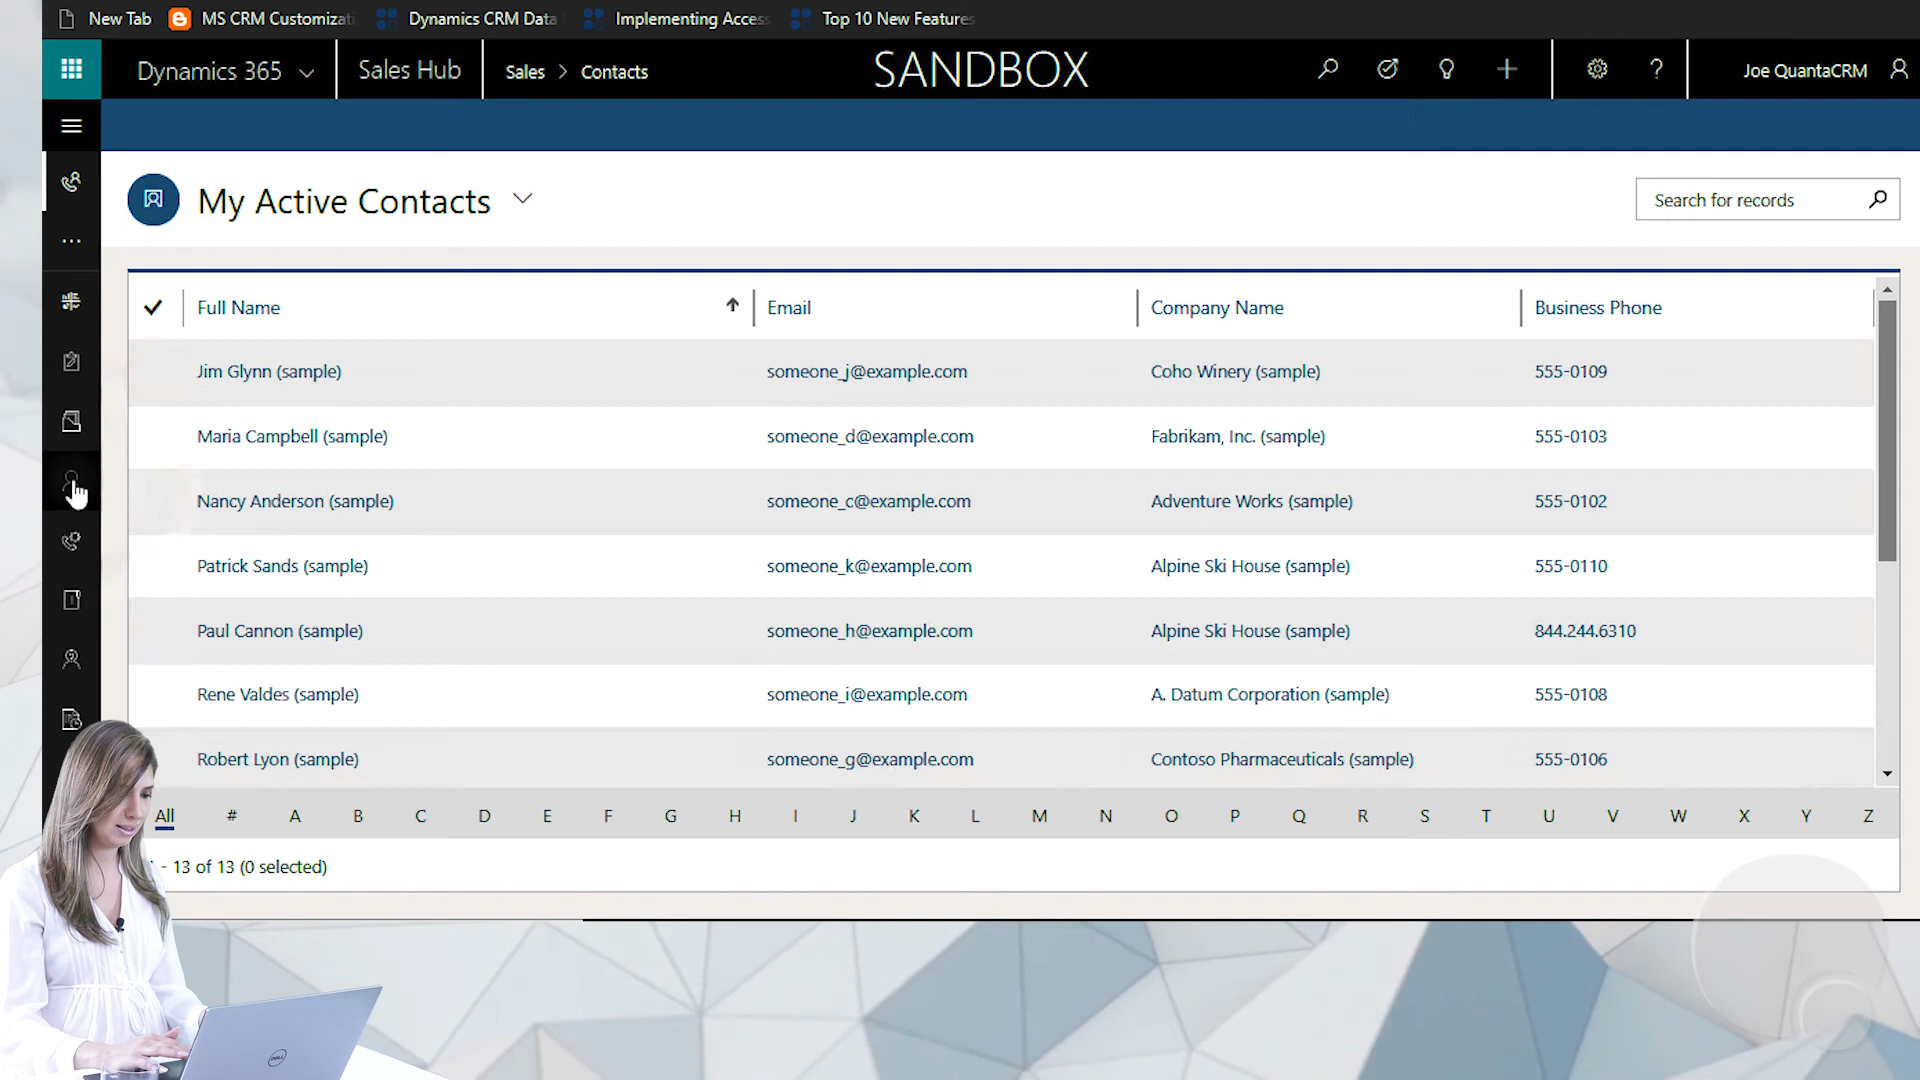 New Tab MS CRM Customizati Dynamics CRM Data Implementing Access Top 10 New Features
Dynamics 365 Sales Hub Sales > Contacts SANDBOX ? Joe QuantaCRM
My Active Contacts Search for records
Full Name Email Company Name Business Phone
Jim Glynn (sample) someone_j@example.com Coho Winery (sample) 555-0109
Maria Campbell (sample) someone_d@example.com Fabrikam, Inc. (sample) 555-0103
Nancy Anderson (sample) someone_c@example.com Adventure Works (sample) 555-0102
Patrick Sands (sample) someone_k@example.com Alpine Ski House (sample) 555-0110
Paul Cannon (sample) someone_h@example.com Alpine Ski House (sample) 844.244.6310
Rene Valdes (sample) someone_i@example.com A. Datum Corporation (sample) 555-0108
Robert Lyon (sample) someone_g@example.com Contoso Pharmaceuticals (sample) 555-0106
All # A B C D E F G H I J K L M N O P Q R S T U V W X Y Z
- 13 of 13 (0 selected)
DELL